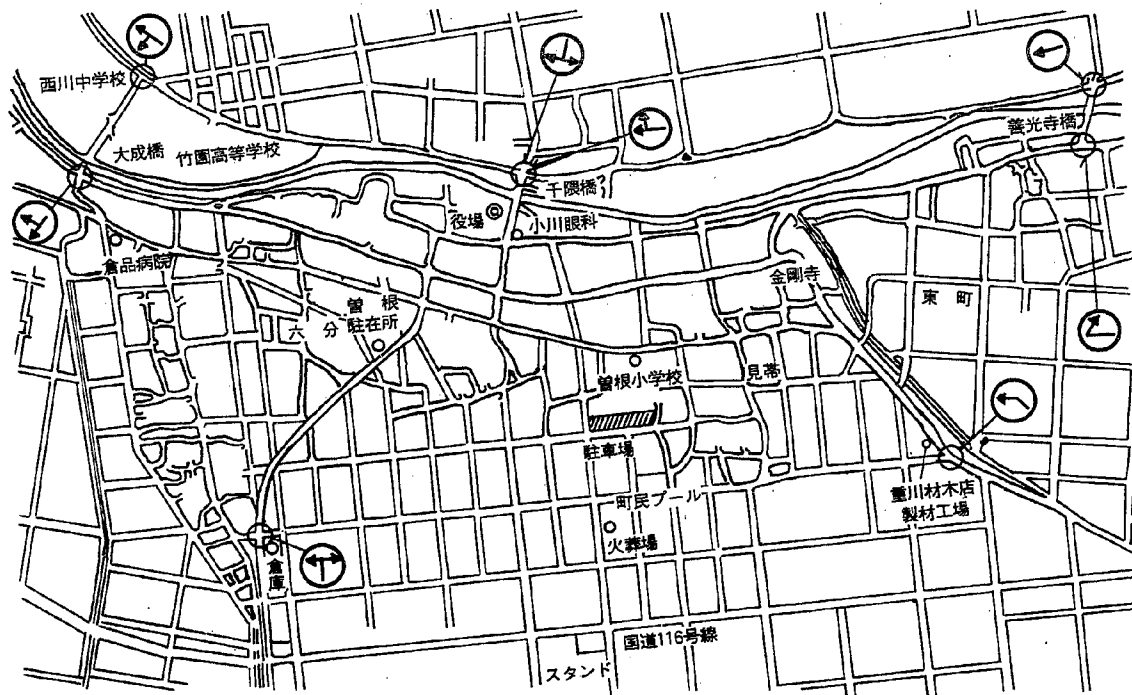 西川中学校
大成橋
竹園高等学校
善光寺橋
千隈橋
役場
小川眼科
倉品病院
金剛寺
東町
曽根
駐在所
六分
曽根小学校
見帯
駐車場
重川材木店
製材工場
町民プール
火葬場
倉庫
国道116号線
スタンド